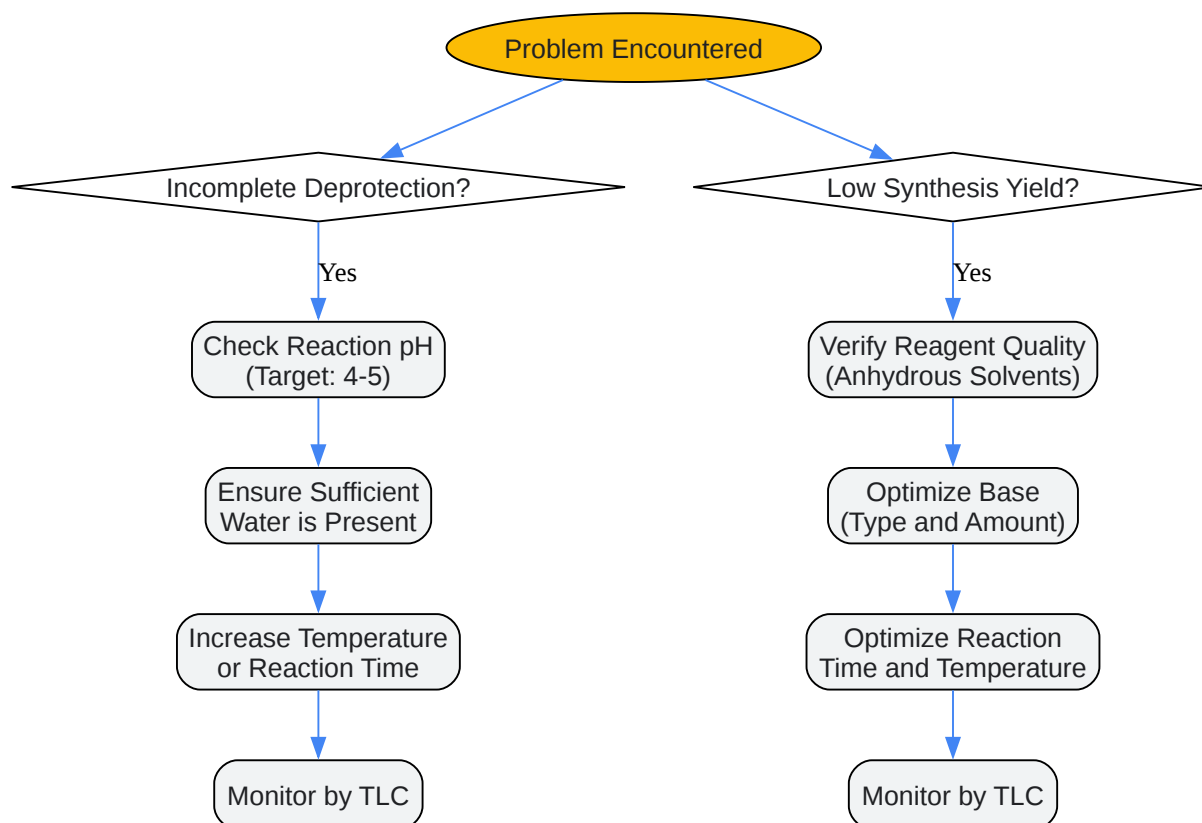 Problem Encountered
Incomplete Deprotection?
Low Synthesis Yield?
Yes
Yes
Check Reaction pH
(Target: 4-5)
Verify Reagent Quality
(Anhydrous Solvents)
Ensure Sufficient
Water is Present
Optimize Base
(Type and Amount)
Increase Temperature
or Reaction Time
Optimize Reaction
Time and Temperature
Monitor by TLC
Monitor by TLC